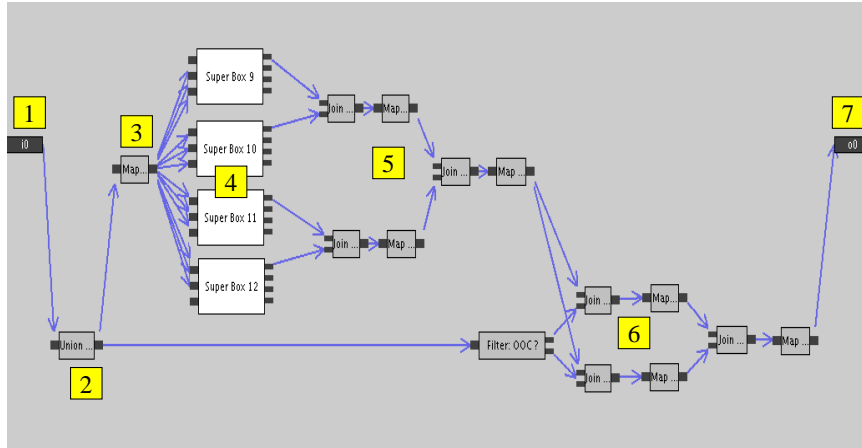 1
i0
2
Union ...
3
Map...
Super Box 9
Super Box 10
4
Super Box 11
Super Box 12
Join ...
Map...
5
Join ...
Map ...
Join ...
Map ...
Filter: OOC ?
Join ...
Map ...
6
Join ...
Map ...
Join ...
Map ...
7
o0